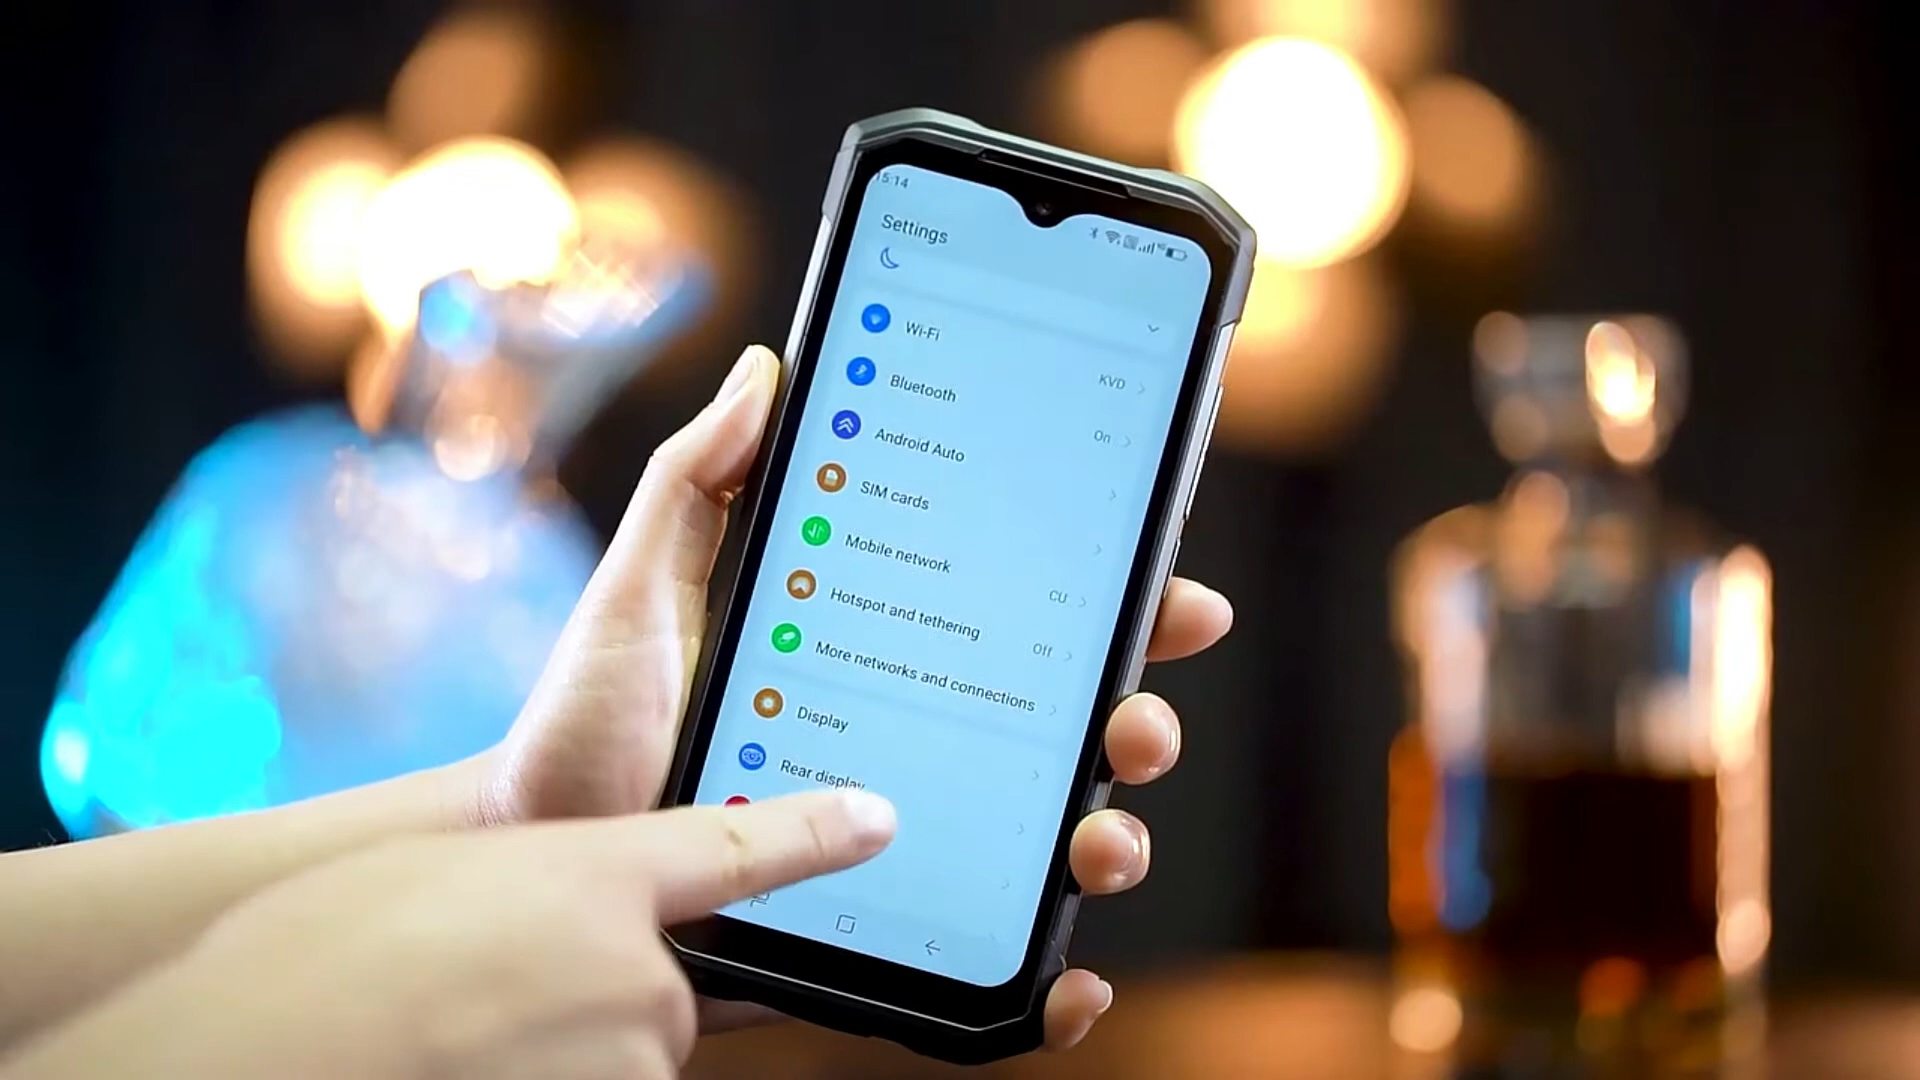 15:14
Settings
Wi-Fi
KVD
Bluetooth
On
Android Auto
SIM cards
Mobile network
CU
Hotspot and tethering
Off
More networks and connections
Display
Rear display